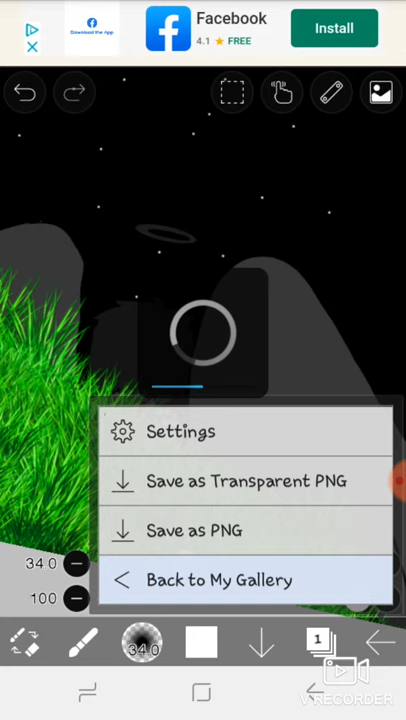 Download the App
Facebook
4.1 ★ FREE
Install
Settings
Save as Transparent PNG
Save as PNG
Back to My Gallery
34.0
100
34.0
1
VRECORDER